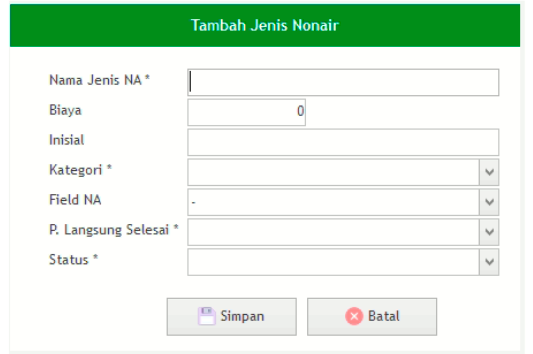 Tambah Jenis Nonair
Nama Jenis NA *
Biaya 0
Inisial
Kategori *
Field NA -
P. Langsung Selesai *
Status *
Simpan Batal